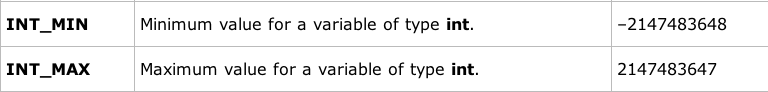 INT_MIN Minimum value for a variable of type int. –2147483648
INT_MAX Maximum value for a variable of type int. 2147483647